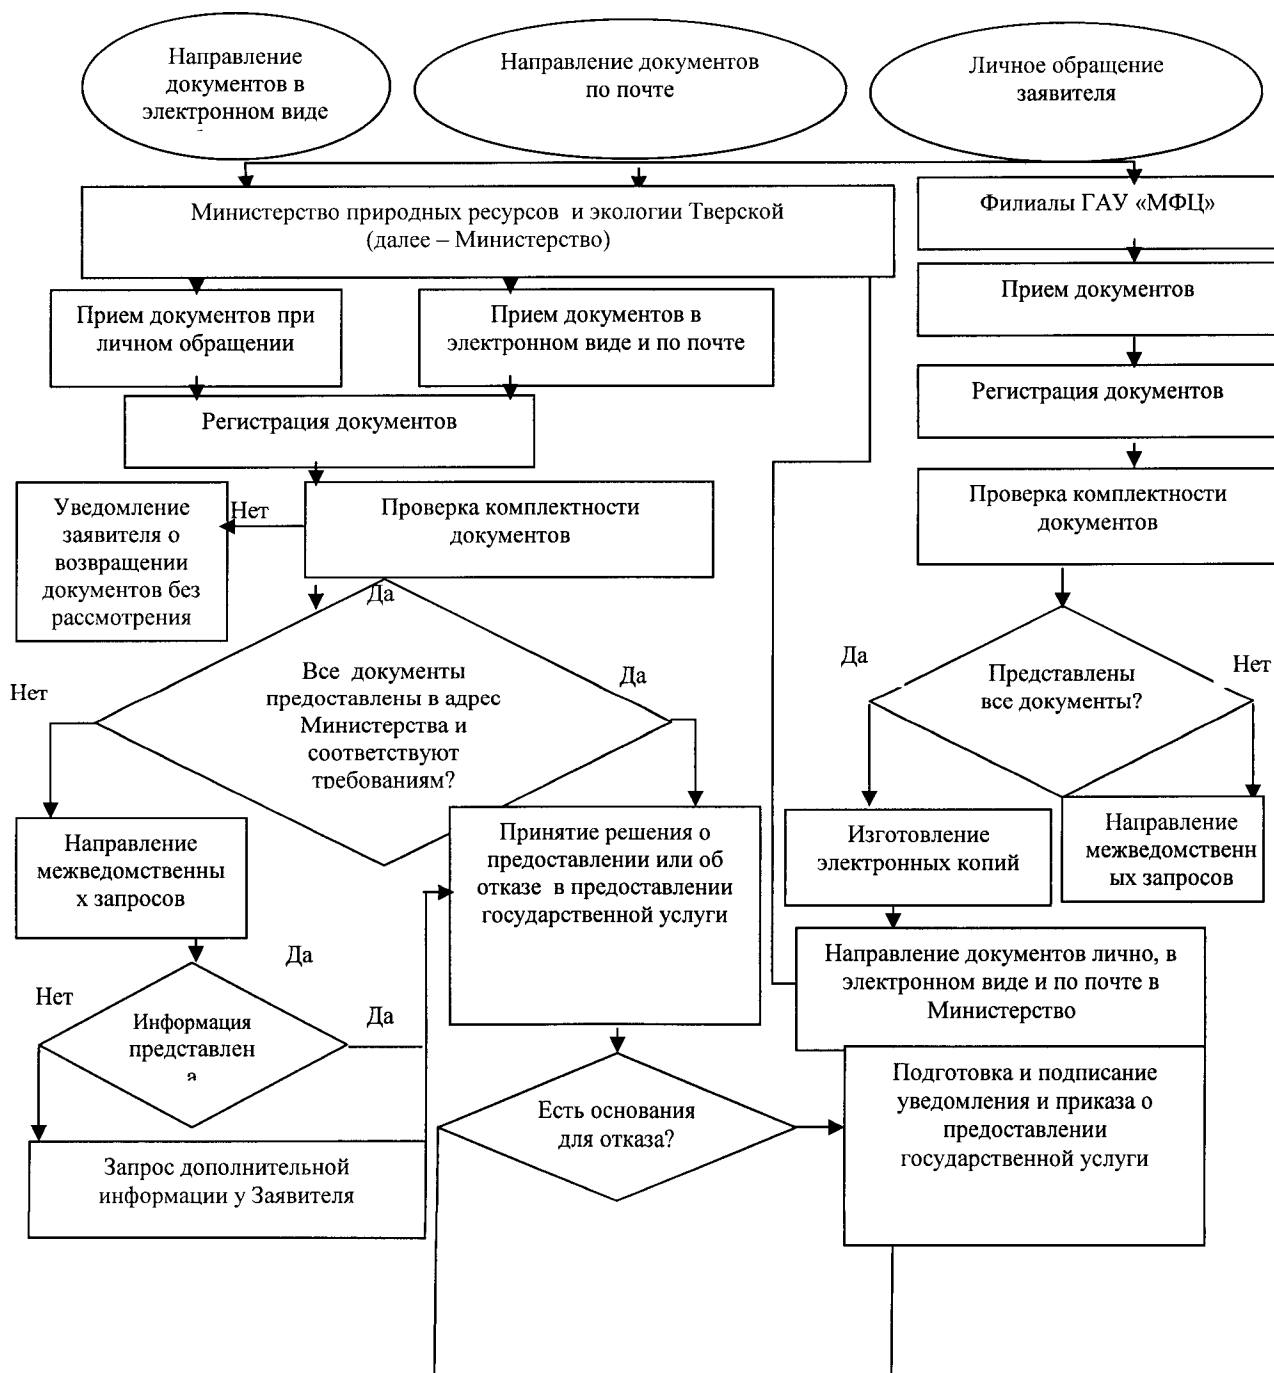 Направление
документов в
электронном виде
Направление документов
по почте
Личное обращение
заявителя
Министерство природных ресурсов и экологии Тверской
(далее – Министерство)
Филиалы ГАУ «МФЦ»
Прием документов при
личном обращении
Прием документов в
электронном виде и по почте
Прием документов
Регистрация документов
Регистрация документов
Уведомление
заявителя о
возвращении
документов без
рассмотрения
Нет
Проверка комплектности
документов
Проверка комплектности
документов
Да
Нет
Все документы
предоставлены в адрес
Министерства и
соответствуют
требованиям?
Да
Да
Представлены
все документы?
Нет
Направление
межведомственны
х запросов
Принятие решения о
предоставлении или об
отказе в предоставлении
государственной услуги
Изготовление
электронных копий
Направление
межведомственн
ых запросов
Да
Нет
Информация
представлен
а
Да
Направление документов лично, в
электронном виде и по почте в
Министерство
Запрос дополнительной
информации у Заявителя
Есть основания
для отказа?
Подготовка и подписание
уведомления и приказа о
предоставлении
государственной услуги